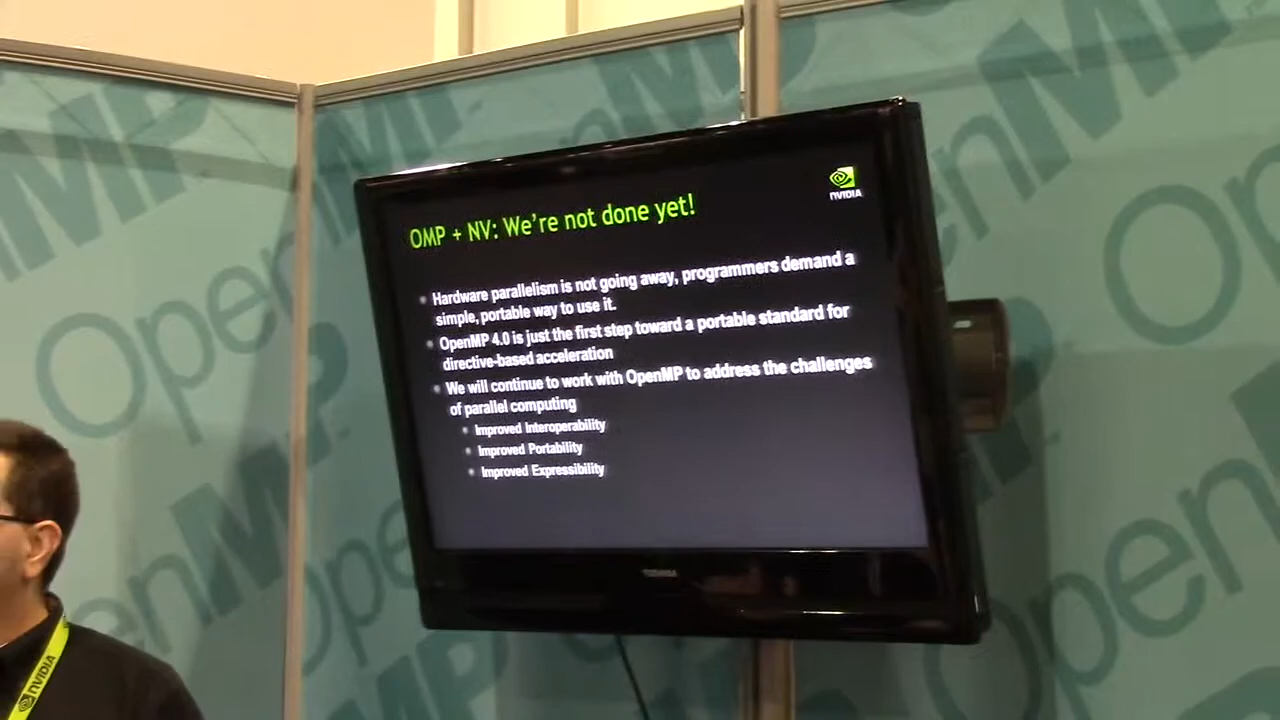 OpenMP
OpenMP
OpenMP
OpenMP
NVIDIA
OMP + NV: We're not done yet!
Hardware parallelism is not going away, programmers demand a
simple, portable way to use it.
OpenMP 4.0 is just the first step toward a portable standard for
directive-based acceleration
We will continue to work with OpenMP to address the challenges
of parallel computing
Improved Interoperability
Improved Portability
Improved Expressibility
TOSHIBA
NVIDIA